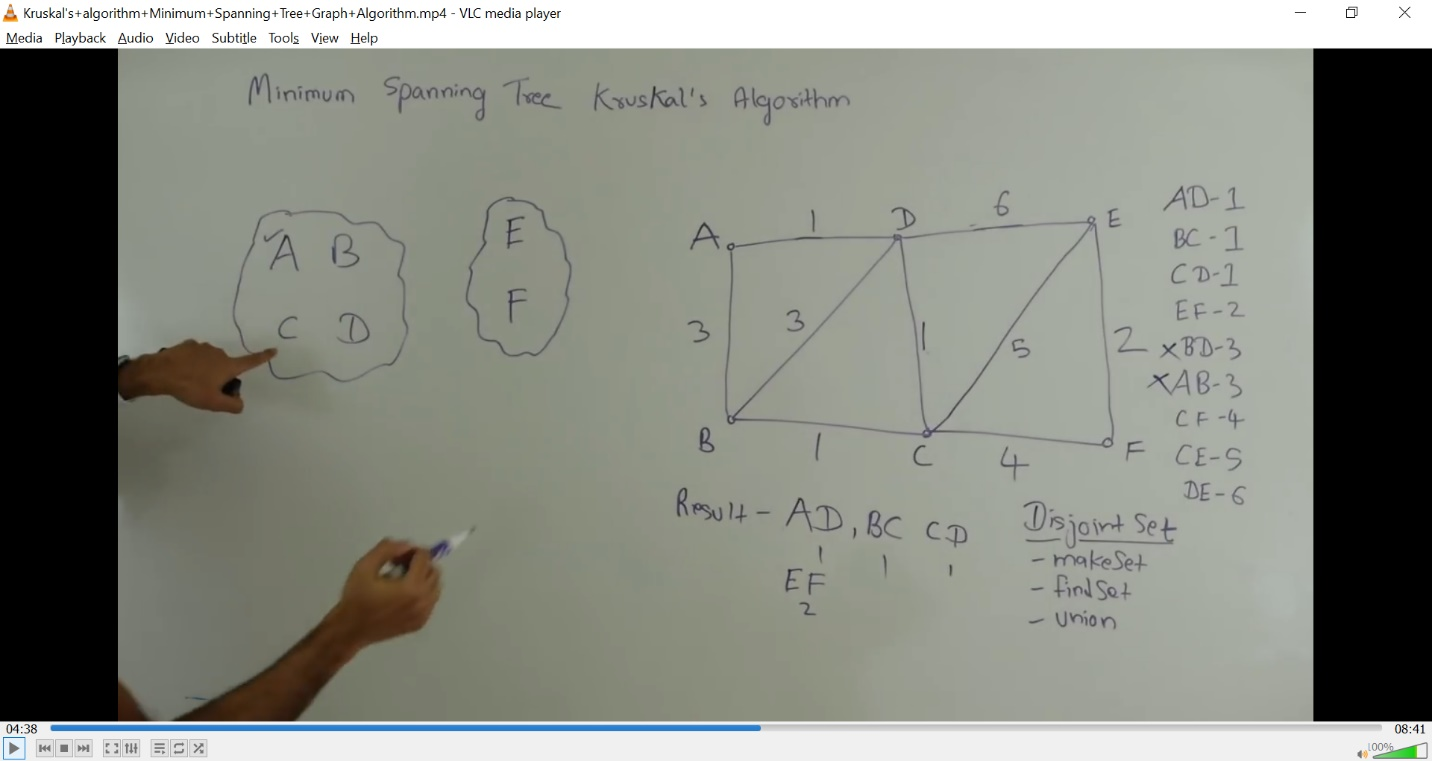 Kruskal's+algorithm+Minimum+Spanning+Tree+Graph+Algorithm.mp4 - VLC media player
Media Playback Audio Video Subtitle Tools View Help
Minimum Spanning Tree Kruskal's Algorithm
A B
C D
E
F
A 1 D 6 E
3 3 1 5 2
B 1 C 4 F
AD-1
BC-1
CD-1
EF-2
xBD-3
xAB-3
CF-4
CE-5
DE-6
Result - AD, BC CD
1 1 1
EF
2
Disjoint Set
- makeSet
- findSet
- union
04:38 08:41
100%